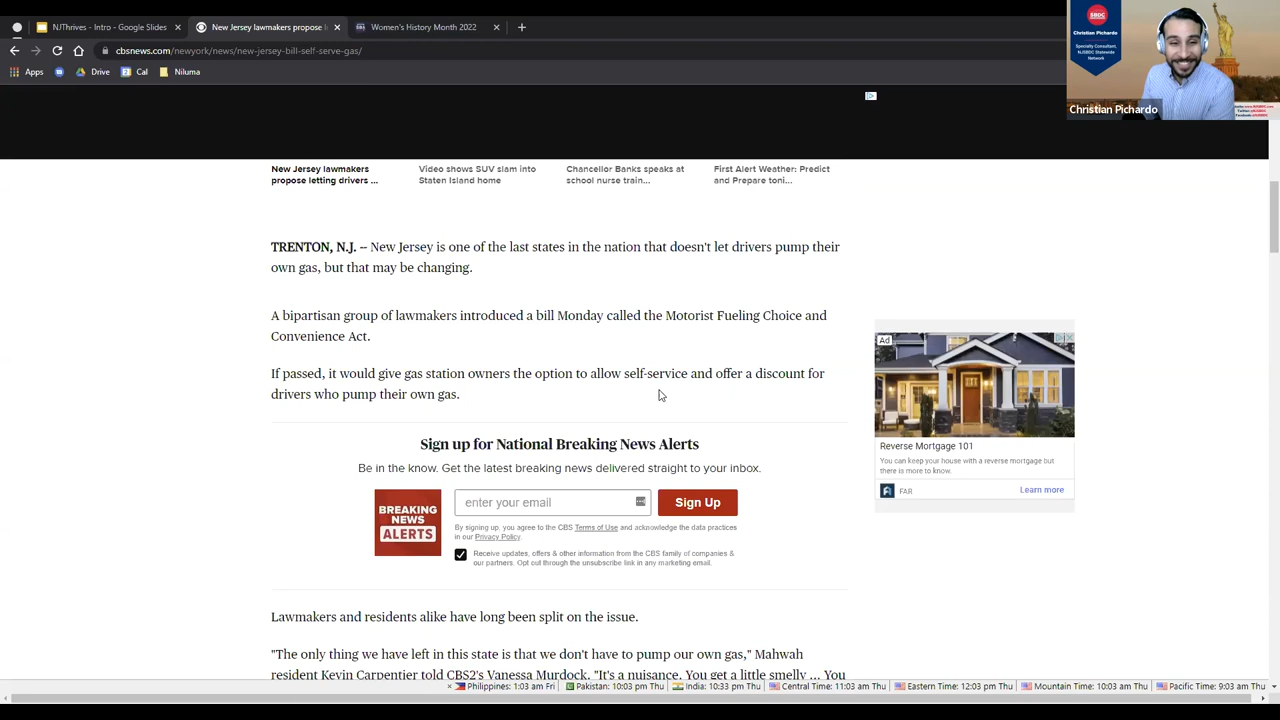 NJThrives - Intro - Google Slides
New Jersey lawmakers propose l
Women's History Month 2022
cbsnews.com/newyork/news/new-jersey-bill-self-serve-gas/
Apps
Drive
Cal
Niluma
SBDC
Christian Pichardo
Specialty Consultant,
NJSBDC Statewide
Network
Christian Pichardo
New Jersey lawmakers
propose letting drivers ...
Video shows SUV slam into
Staten Island home
Chancellor Banks speaks at
school nurse train...
First Alert Weather: Predict
and Prepare toni...
TRENTON, N.J. -- New Jersey is one of the last states in the nation that doesn't let drivers pump their
own gas, but that may be changing.
A bipartisan group of lawmakers introduced a bill Monday called the Motorist Fueling Choice and
Convenience Act.
If passed, it would give gas station owners the option to allow self-service and offer a discount for
drivers who pump their own gas.
Ad
Reverse Mortgage 101
You can keep your house with a reverse mortgage but
there is more to know.
FAR
Learn more
Sign up for National Breaking News Alerts
Be in the know. Get the latest breaking news delivered straight to your inbox.
BREAKING
NEWS
ALERTS
enter your email
Sign Up
By signing up, you agree to the CBS Terms of Use and acknowledge the data practices
in our Privacy Policy.
Receive updates, offers & other information from the CBS family of companies &
our partners. Opt out through the unsubscribe link in any marketing email.
Lawmakers and residents alike have long been split on the issue.
"The only thing we have left in this state is that we don't have to pump our own gas," Mahwah
resident Kevin Carpentier told CBS2's Vanessa Murdock. "It's a nuisance. You get a little smelly ... You
Philippines: 1:03 am Fri
Pakistan: 10:03 pm Thu
India: 10:33 pm Thu
Central Time: 11:03 am Thu
Eastern Time: 12:03 pm Thu
Mountain Time: 10:03 am Thu
Pacific Time: 9:03 am Thu